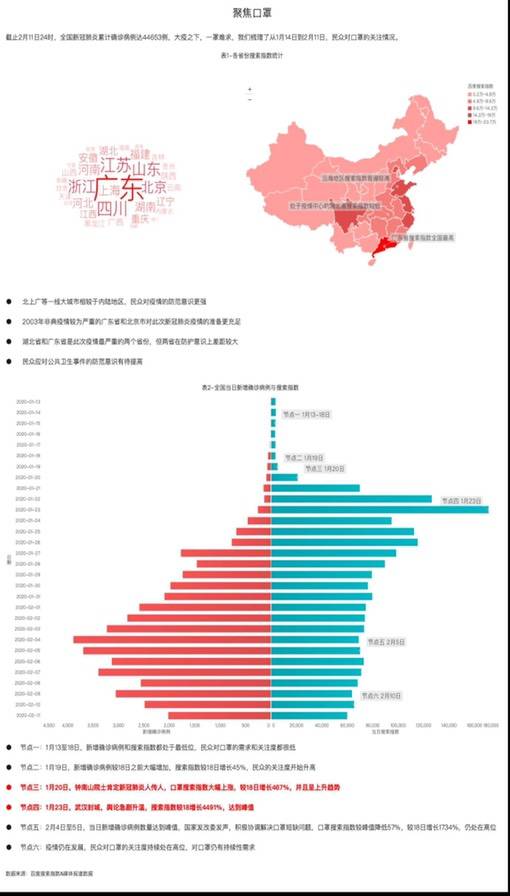 聚焦口罩
截止2月11日24时，全国新冠肺炎累计确诊病例达44653例。大疫之下，一罩难求，我们梳理了从1月14日到2月11日，民众对口罩的关注情况。
表1-各省份搜索指数统计
百度搜索指数
+
−
湖北
安徽 福建
河南 江苏 山东
浙江 广东 北京
上海
河北 四川 辽宁
江西 湖南
重庆
黑龙江 广西
沿海地区搜索指数普遍较高
处于疫情中心的湖北省搜索指数较低
广东省搜索指数全国最高
● 北上广等一线大城市相较于内陆地区，民众对疫情的防范意识更强
● 2003年非典疫情较为严重的广东省和北京市对此次新冠肺炎疫情的准备更充足
● 湖北省和广东省是此次疫情最严重的两个省份，但两省在防护意识上差距较大
● 民众应对公共卫生事件的防范意识有待提高
表2-全国当日新增确诊病例与搜索指数
2020-01-13
2020-01-14
2020-01-15
2020-01-16
2020-01-17
2020-01-18
2020-01-19
2020-01-20
2020-01-21
2020-01-22
2020-01-23
2020-01-24
2020-01-25
2020-01-26
2020-01-27
2020-01-28
2020-01-29
2020-01-30
2020-01-31
2020-02-01
2020-02-02
2020-02-03
2020-02-04
2020-02-05
2020-02-06
2020-02-07
2020-02-08
2020-02-09
2020-02-10
2020-02-11
日期
节点一 1月13-18日
节点二 1月19日
节点三 1月20日
节点四 1月23日
节点五 2月5日
节点六 2月10日
4,500 4,000 3,500 3,000 2,500 2,000 1,500 1,000 500 0 0 20,000 40,000 60,000 80,000 100,000 120,000 140,000 160,000 180,000
新增确诊病例 当日搜索指数
● 节点一：1月13至18日，新增确诊病例和搜索指数都处于最低位，民众对口罩的需求和关注度都很低
● 节点二：1月19日，新增确诊病例较18日之前大幅增加，搜索指数较18日增长45%，民众的关注度开始升高
● 节点三：1月20日，钟南山院士肯定新冠肺炎人传人，口罩搜索指数大幅上涨，较18日增长467%，并且呈上升趋势
● 节点四：1月23日，武汉封城，舆论急剧升温，搜索指数较18增长4491%，达到峰值
● 节点五：2月4日至5日，当日新增确诊病例数量达到峰值，国家发改委发声，积极协调解决口罩短缺问题，口罩搜索指数较峰值降低57%，较18日增长1734%，仍处在高位
● 节点六：疫情仍在发展，民众对口罩的关注度持续处在高位，对口罩仍有持续性需求
数据来源：百度搜索指数&媒体报道数据